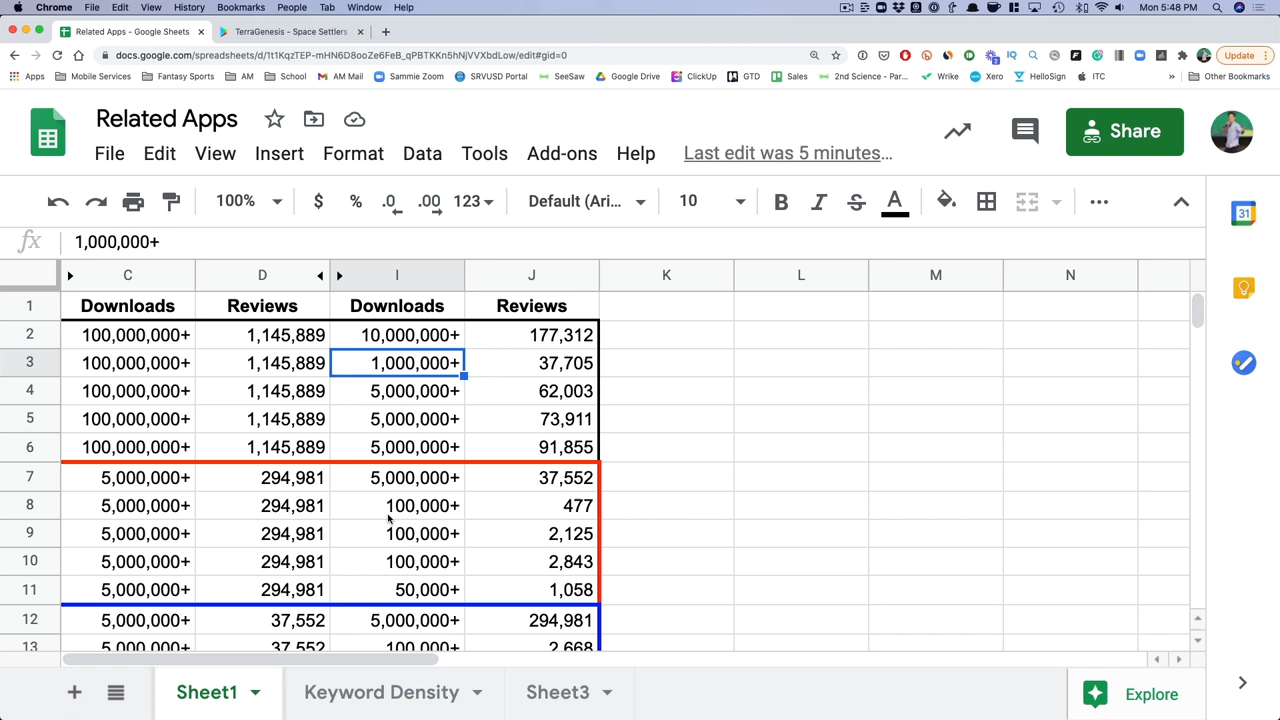 Chrome File Edit View History Bookmarks People Tab Window Help Mon 5:48 PM
Related Apps - Google Sheets TerraGenesis - Space Settlers
docs.google.com/spreadsheets/d/1t1KqzTEP-mHN6D8ooZe6FeB_qPBTKKn5hNjVVXbdLow/edit#gid=0 Update
Apps Mobile Services Fantasy Sports AM School AM Mail Sammie Zoom SRVUSD Portal SeeSaw Google Drive ClickUp GTD Sales 2nd Science - Par... Wrike Xero HelloSign ITC » Other Bookmarks
Related Apps
File Edit View Insert Format Data Tools Add-ons Help Last edit was 5 minutes...
Share
100% $ % .0 .00 123 Default (Ari... 10 B I S A
fx 1,000,000+
C D I J K L M N
1 Downloads Reviews Downloads Reviews
2 100,000,000+ 1,145,889 10,000,000+ 177,312
3 100,000,000+ 1,145,889 1,000,000+ 37,705
4 100,000,000+ 1,145,889 5,000,000+ 62,003
5 100,000,000+ 1,145,889 5,000,000+ 73,911
6 100,000,000+ 1,145,889 5,000,000+ 91,855
7 5,000,000+ 294,981 5,000,000+ 37,552
8 5,000,000+ 294,981 100,000+ 477
9 5,000,000+ 294,981 100,000+ 2,125
10 5,000,000+ 294,981 100,000+ 2,843
11 5,000,000+ 294,981 50,000+ 1,058
12 5,000,000+ 37,552 5,000,000+ 294,981
13 5,000,000+ 37,552 100,000+ 2,668
Sheet1 Keyword Density Sheet3 Explore
31